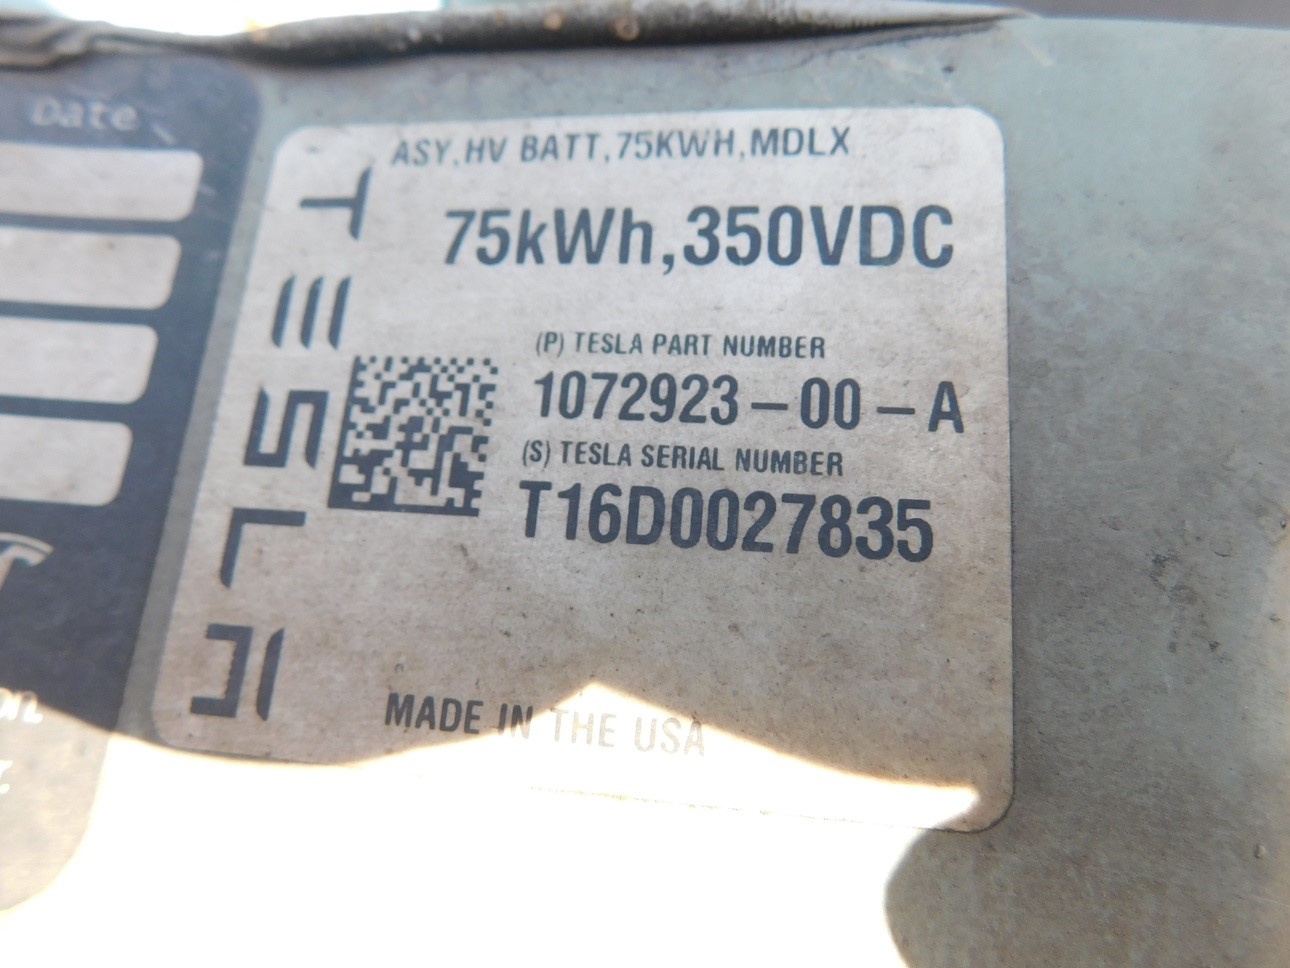 Date
ASY,HV BATT,75KWH,MDLX
75kWh,350VDC
TESLA
(P) TESLA PART NUMBER
1072923-00-A
(S) TESLA SERIAL NUMBER
T16D0027835
MADE IN THE USA